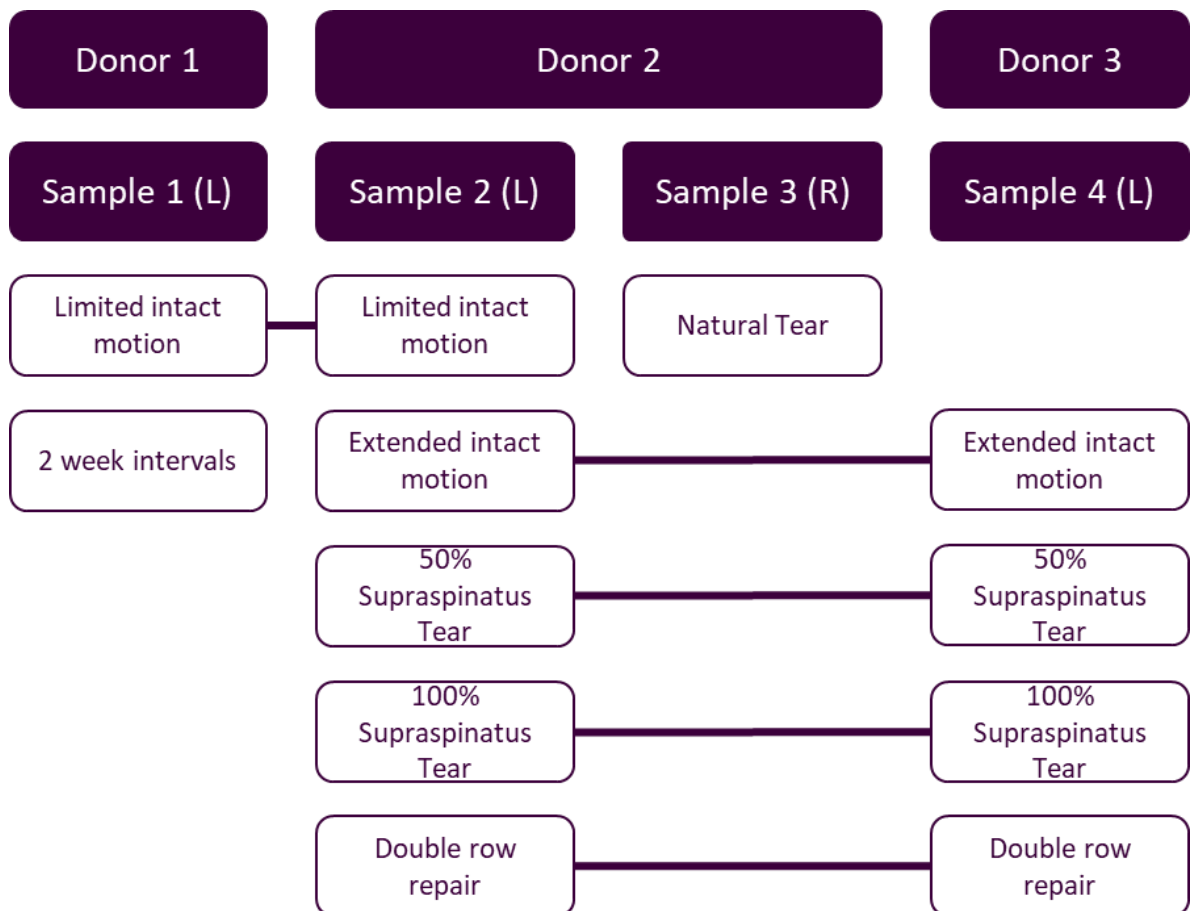 Donor 1
Donor 2
Donor 3
Sample 1 (L)
Sample 2 (L)
Sample 3 (R)
Sample 4 (L)
Limited intact
motion
Limited intact
motion
Natural Tear
2 week intervals
Extended intact
motion
Extended intact
motion
50%
Supraspinatus
Tear
50%
Supraspinatus
Tear
100%
Supraspinatus
Tear
100%
Supraspinatus
Tear
Double row
repair
Double row
repair